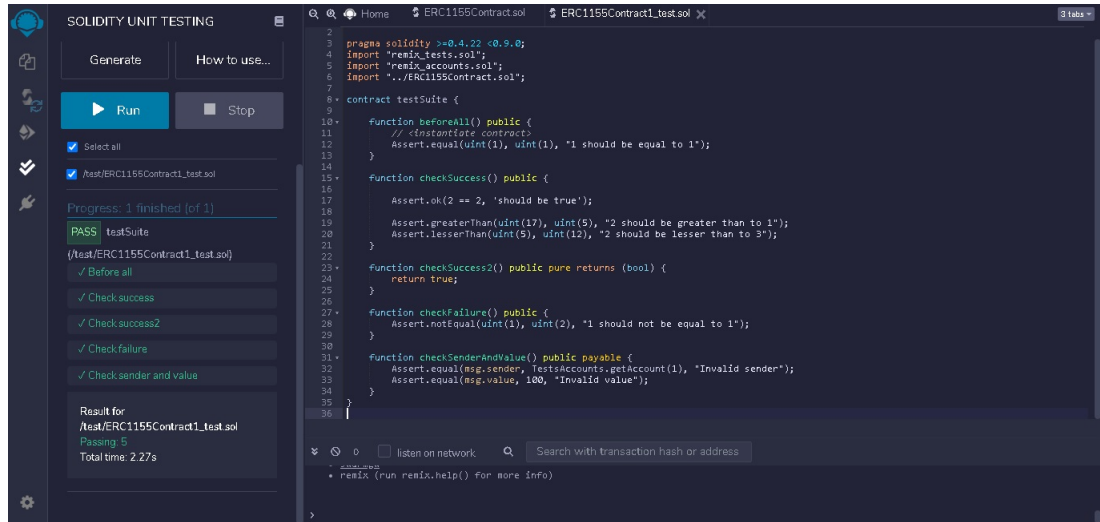 SOLIDITY UNIT TESTING
Generate
How to use...
Run
Stop
Select all
/test/ERC1155Contract1_test.sol
Progress: 1 finished (of 1)
PASS testSuite
(/test/ERC1155Contract1_test.sol)
✓ Before all
✓ Check success
✓ Check success2
✓ Check failure
✓ Check sender and value
Result for
/test/ERC1155Contract1_test.sol
Passing: 5
Total time: 2.27s
Home
ERC1155Contract.sol
ERC1155Contract1_test.sol
3 tabs
2
3 pragma solidity >=0.4.22 <0.9.0;
4 import "remix_tests.sol";
5 import "remix_accounts.sol";
6 import "../ERC1155Contract.sol";
7
8 contract testSuite {
9
10 function beforeAll() public {
11 // <instantiate contract>
12 Assert.equal(uint(1), uint(1), "1 should be equal to 1");
13 }
14
15 function checkSuccess() public {
16
17 Assert.ok(2 == 2, 'should be true');
18
19 Assert.greaterThan(uint(17), uint(5), "2 should be greater than to 1");
20 Assert.lesserThan(uint(5), uint(12), "2 should be lesser than to 3");
21 }
22
23 function checkSuccess2() public pure returns (bool) {
24 return true;
25 }
26
27 function checkFailure() public {
28 Assert.notEqual(uint(1), uint(2), "1 should not be equal to 1");
29 }
30
31 function checkSenderAndValue() public payable {
32 Assert.equal(msg.sender, TestsAccounts.getAccount(1), "Invalid sender");
33 Assert.equal(msg.value, 100, "Invalid value");
34 }
35 }
36
0
listen on network
Search with transaction hash or address
• remix (run remix.help() for more info)
>